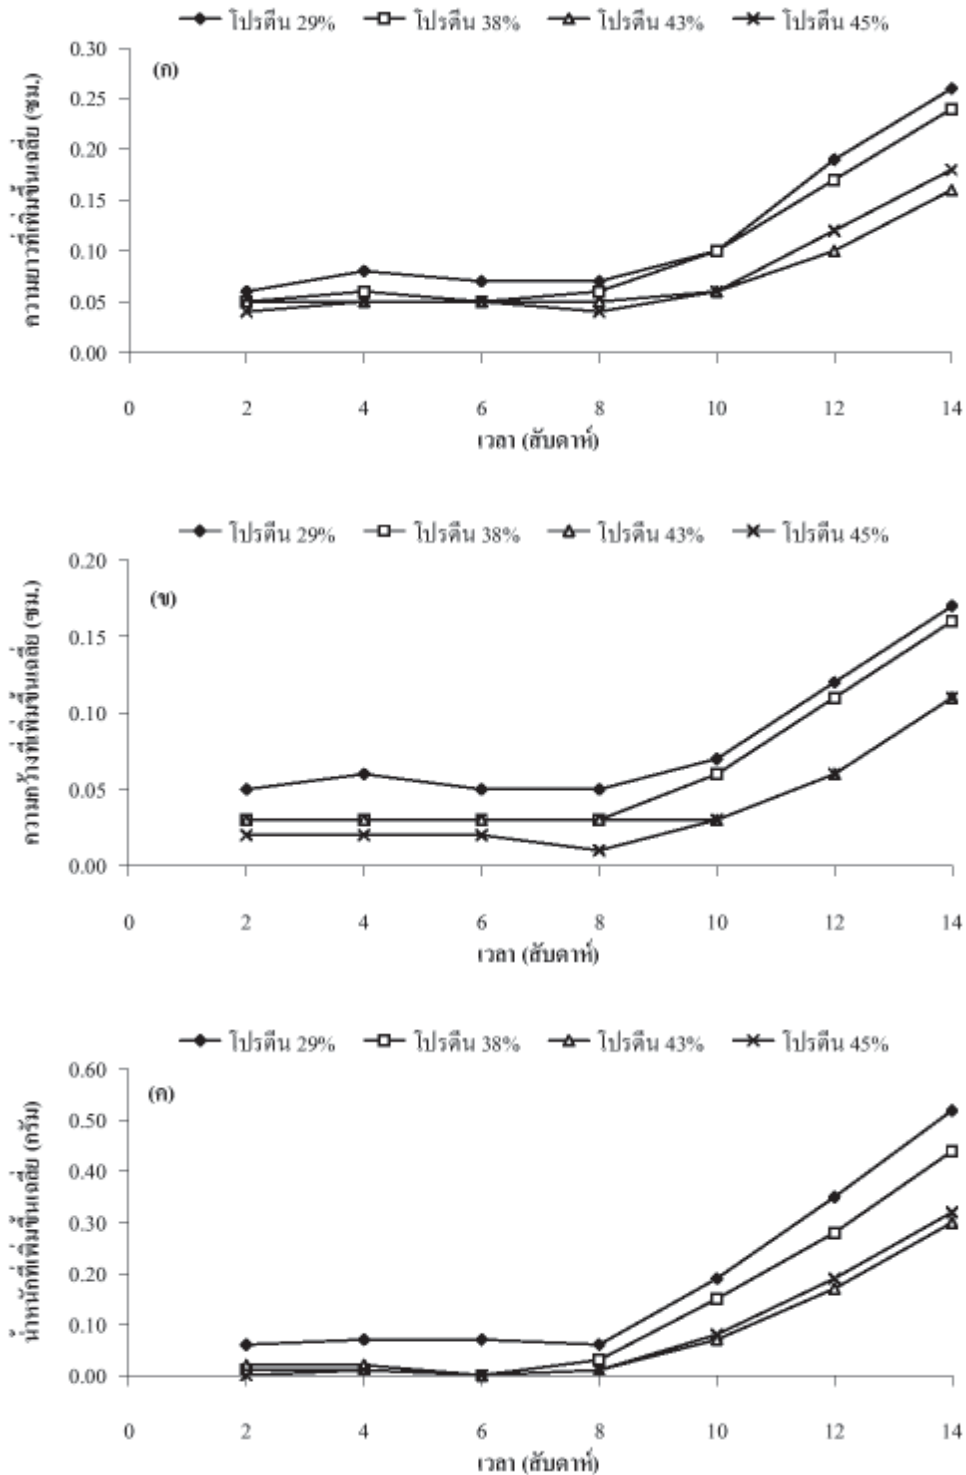 โปรตีน 29% โปรตีน 38% โปรตีน 43% โปรตีน 45%
(ก)
ความยาวที่เพิ่มขึ้นเฉลี่ย (ซม.)
0.30
0.25
0.20
0.15
0.10
0.05
0.00
0 2 4 6 8 10 12 14
เวลา (สัปดาห์)
โปรตีน 29% โปรตีน 38% โปรตีน 43% โปรตีน 45%
(ข)
ความกว้างที่เพิ่มขึ้นเฉลี่ย (ซม.)
0.20
0.15
0.10
0.05
0.00
0 2 4 6 8 10 12 14
เวลา (สัปดาห์)
โปรตีน 29% โปรตีน 38% โปรตีน 43% โปรตีน 45%
(ค)
น้ำหนักที่เพิ่มขึ้นเฉลี่ย (กรัม)
0.60
0.50
0.40
0.30
0.20
0.10
0.00
0 2 4 6 8 10 12 14
เวลา (สัปดาห์)